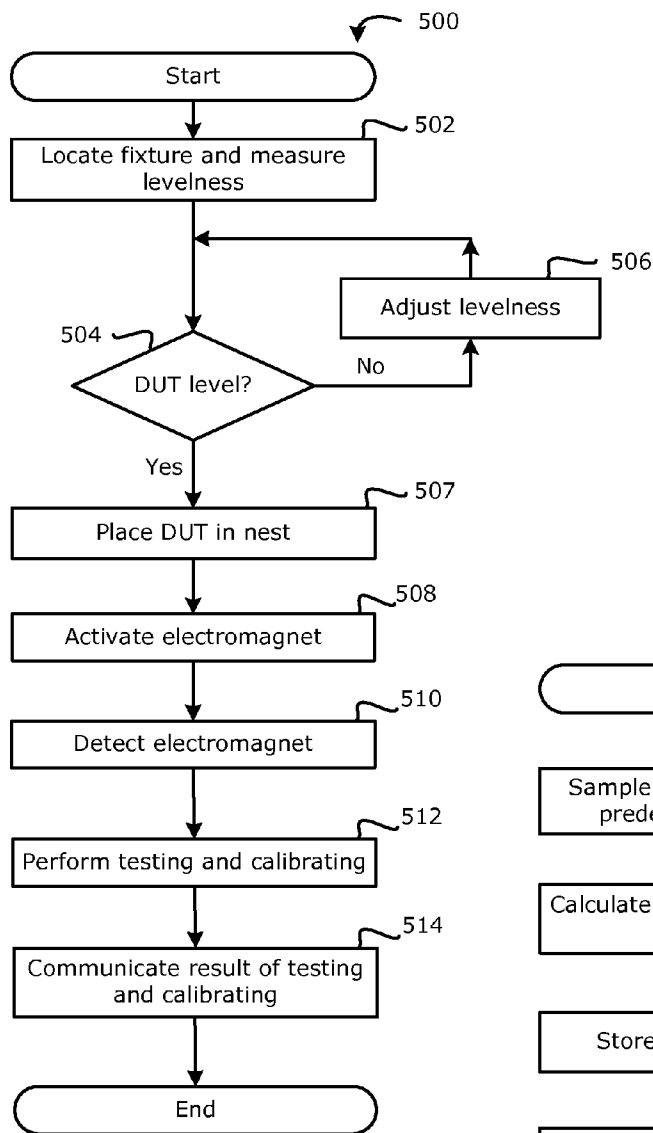 500
Start
502
Locate fixture and measure
levelness
506
Adjust levelness
504
DUT level?
No
Yes
507
Place DUT in nest
508
Activate electromagnet
510
Detect electromagnet
512
Perform testing and calibrating
514
Communicate result of testing
and calibrating
End
Sample
Calculate
Store